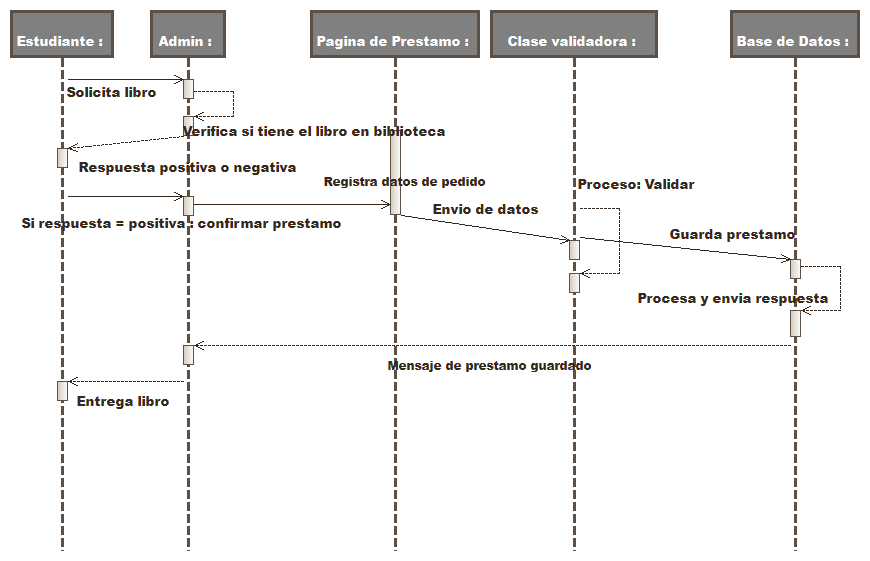 Estudiante :
Admin :
Pagina de Prestamo :
Clase validadora :
Base de Datos :
Solicita libro
Verifica si tiene el libro en biblioteca
Respuesta positiva o negativa
Registra datos de pedido
Proceso: Validar
Envio de datos
Si respuesta = positiva : confirmar prestamo
Guarda prestamo
Procesa y envia respuesta
Mensaje de prestamo guardado
Entrega libro